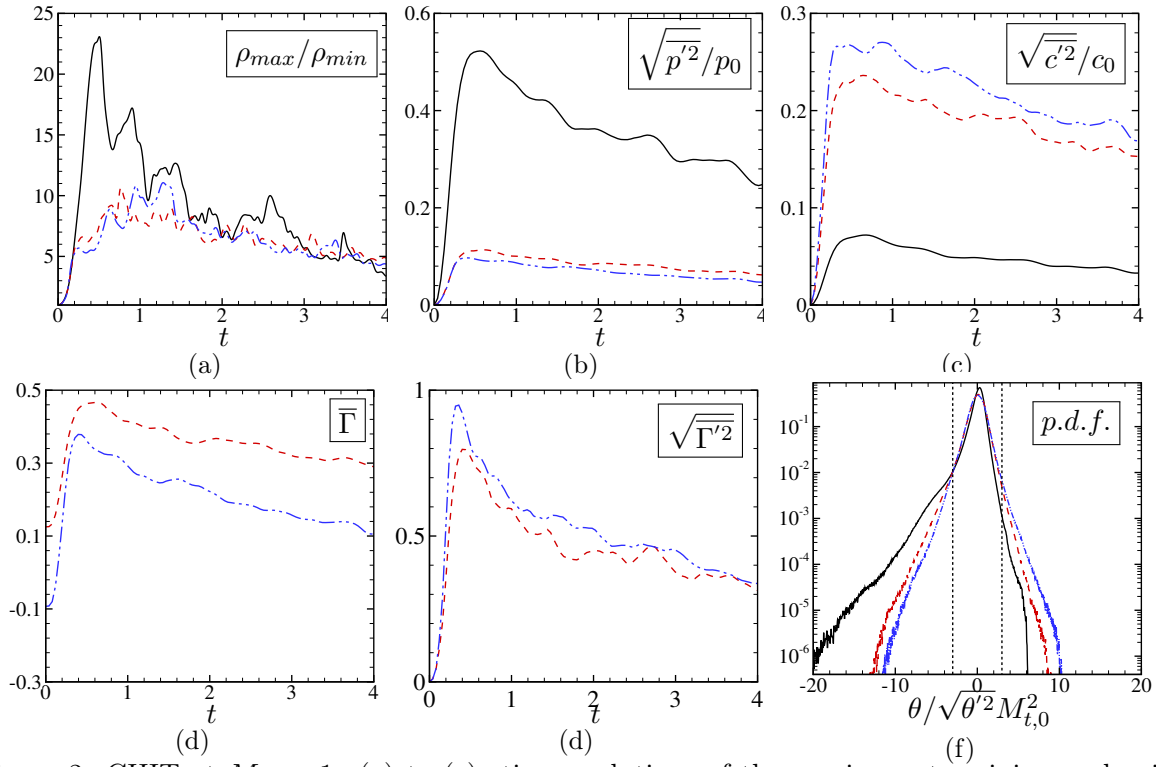 25
20
15
10
5
0 1 2 3 4
t
ρmax/ρmin
(a)
0.6
0.4
0.2
0
0 1 2 3 4
t
√p′2/p0
(b)
0.3
0.2
0.1
0
0 1 2 3 4
t
√c′2/c0
(c)
0.5
0.3
0.1
-0.1
-0.3
0 1 2 3 4
t
Γ
(d)
1
0.5
0
0 1 2 3 4
t
√Γ′2
(d)
10-1
10-2
10-3
10-4
10-5
10-6
-20 -10 0 10 20
θ/√θ′2M2t,0
p.d.f.
(f)